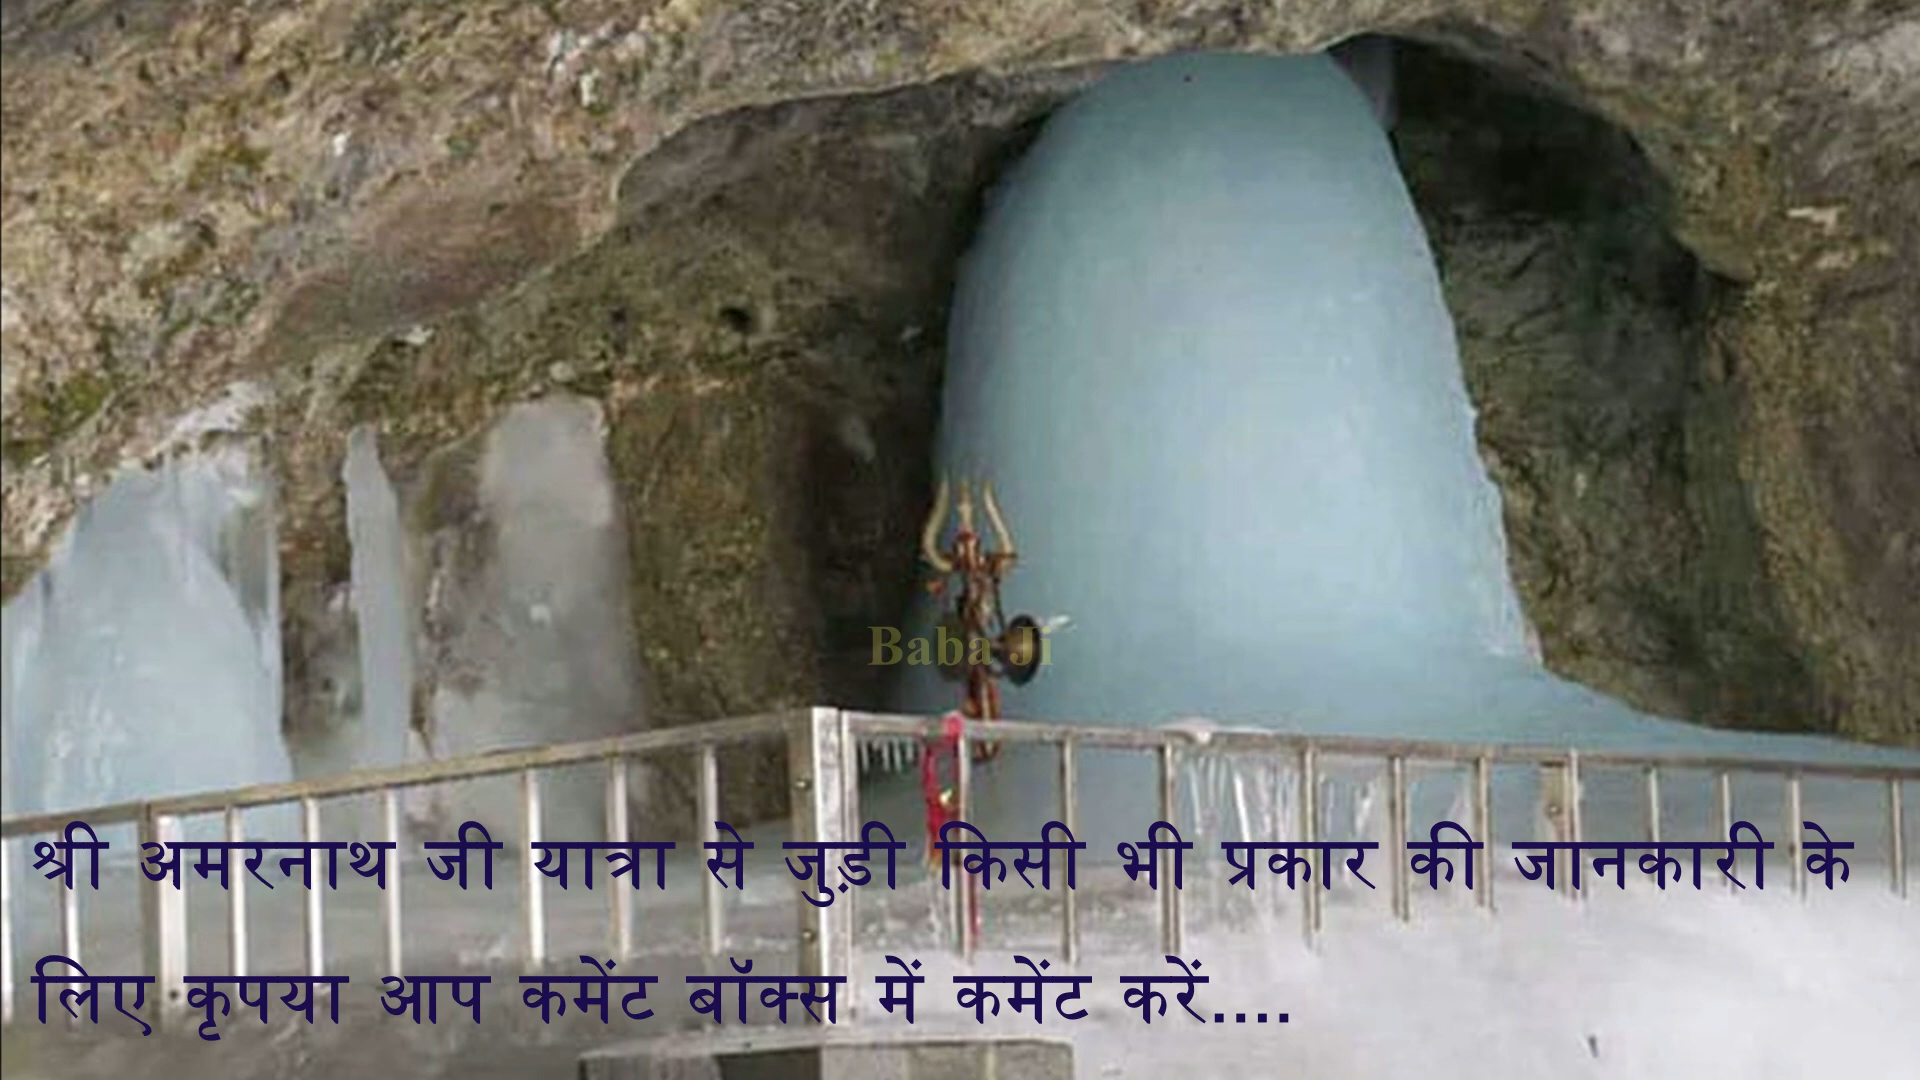 Baba Ji
श्री अमरनाथ जी यात्रा से जुड़ी किसी भी प्रकार की जानकारी के
लिए कृपया आप कमेंट बॉक्स में कमेंट करें....